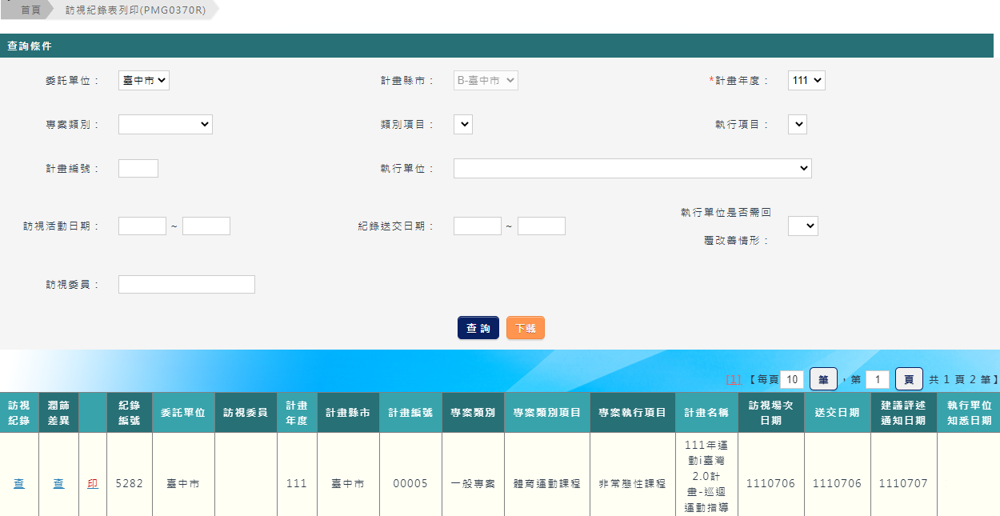 首頁 訪視紀錄表列印(PMG0370R)
查詢條件
委託單位： 臺中市 計畫縣市： B-臺中市 *計畫年度： 111
專案類別： 類別項目： 執行項目：
計畫編號： 執行單位：
訪視活動日期： ~ 紀錄送交日期： ~ 執行單位是否需回
覆改善情形：
訪視委員：
查 詢 下載
[1] 【每頁 10 筆 ，第 1 頁 共 1 頁 2 筆】
訪視
紀錄
潤飾
差異
紀錄
編號
委託單位
訪視委員
計畫
年度
計畫縣市
計畫編號
專案類別
專案類別項目
專案執行項目
計畫名稱
訪視場次
日期
送交日期
建議評述
通知日期
執行單位
知悉日期
查
查
印
5282
臺中市
111
臺中市
00005
一般專案
體育運動課程
非常態性課程
111年運
動i臺灣
2.0計
畫-巡迴
運動指導
1110706
1110706
1110707